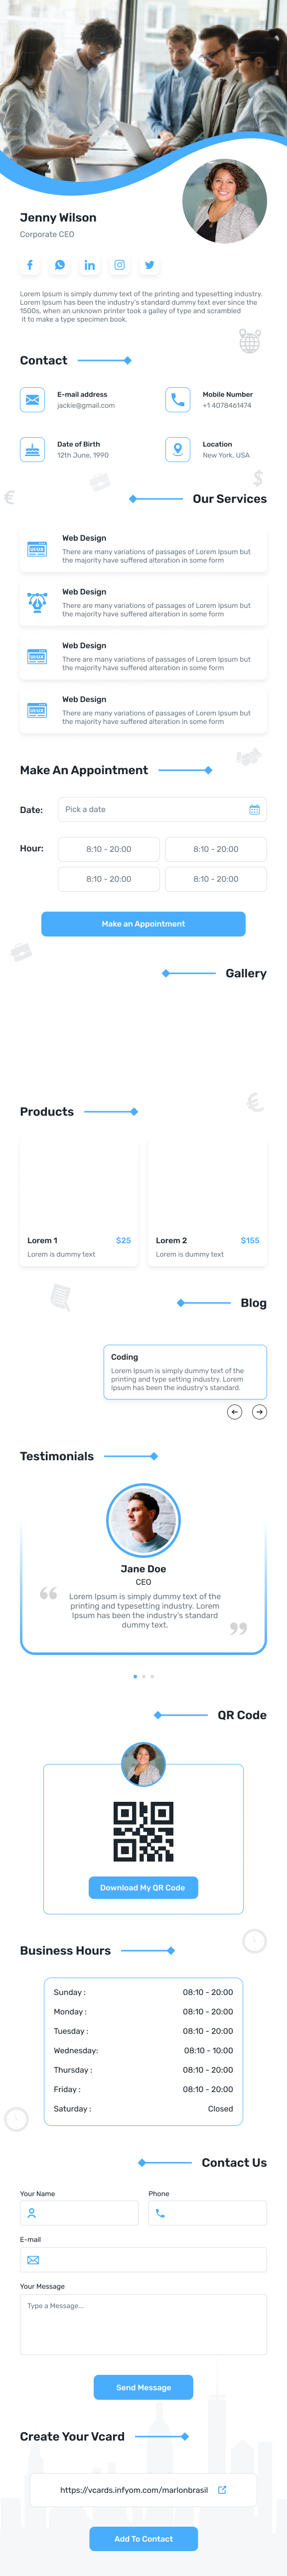 Jenny Wilson
Corporate CEO
Lorem Ipsum is simply dummy text of the printing and typesetting industry.
Lorem Ipsum has been the industry's standard dummy text ever since the
1500s, when an unknown printer took a galley of type and scrambled
it to make a type specimen book.
Contact
E-mail address
jackie@gmail.com
Mobile Number
+1 4078461474
Date of Birth
12th June, 1990
Location
New York, USA
Our Services
Web Design
There are many variations of passages of Lorem Ipsum but
the majority have suffered alteration in some form
Web Design
There are many variations of passages of Lorem Ipsum but
the majority have suffered alteration in some form
Web Design
There are many variations of passages of Lorem Ipsum but
the majority have suffered alteration in some form
Web Design
There are many variations of passages of Lorem Ipsum but
the majority have suffered alteration in some form
Make An Appointment
Date:
Pick a date
Hour:
8:10 - 20:00
8:10 - 20:00
8:10 - 20:00
8:10 - 20:00
Make an Appointment
Gallery
Products
Lorem 1
$25
Lorem is dummy text
Lorem 2
$155
Lorem is dummy text
Blog
Coding
Lorem Ipsum is simply dummy text of the
printing and type setting industry. Lorem
Ipsum has been the industry's standard.
Testimonials
Jane Doe
CEO
Lorem Ipsum is simply dummy text of the
printing and typesetting industry. Lorem
Ipsum has been the industry's standard
dummy text.
QR Code
Download My QR Code
Business Hours
Sunday :
08:10 - 20:00
Monday :
08:10 - 20:00
Tuesday :
08:10 - 20:00
Wednesday:
08:10 - 10:00
Thursday :
08:10 - 20:00
Friday :
08:10 - 20:00
Saturday :
Closed
Contact Us
Your Name
Phone
E-mail
Your Message
Type a Message...
Send Message
Create Your Vcard
https://vcards.infyom.com/marlonbrasil
Add To Contact